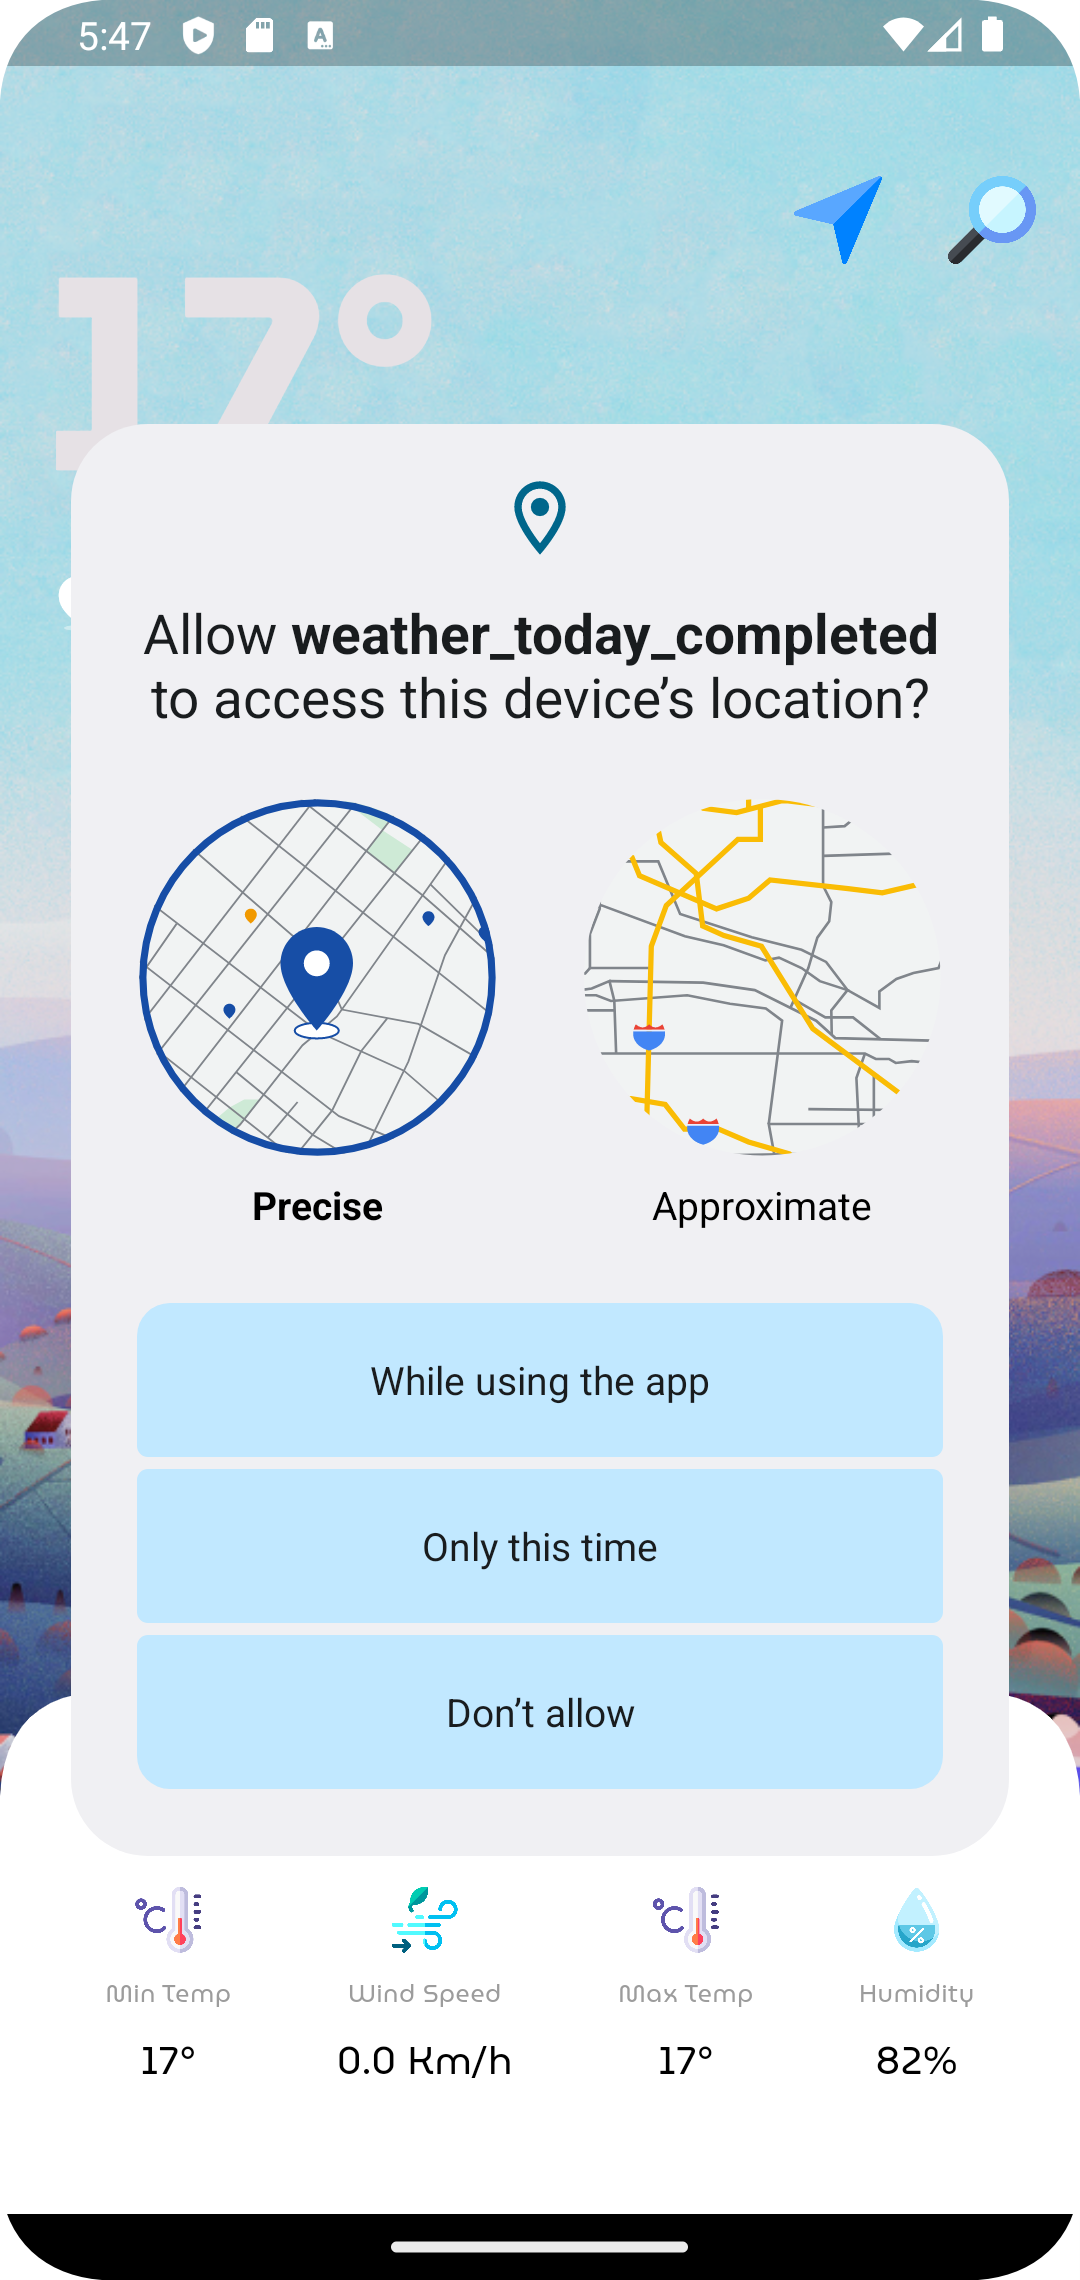 5:47
17°
Allow weather_today_completed
to access this device’s location?
Precise
Approximate
While using the app
Only this time
Don’t allow
Min Temp
Wind Speed
Max Temp
Humidity
17°
0.0 Km/h
17°
82%